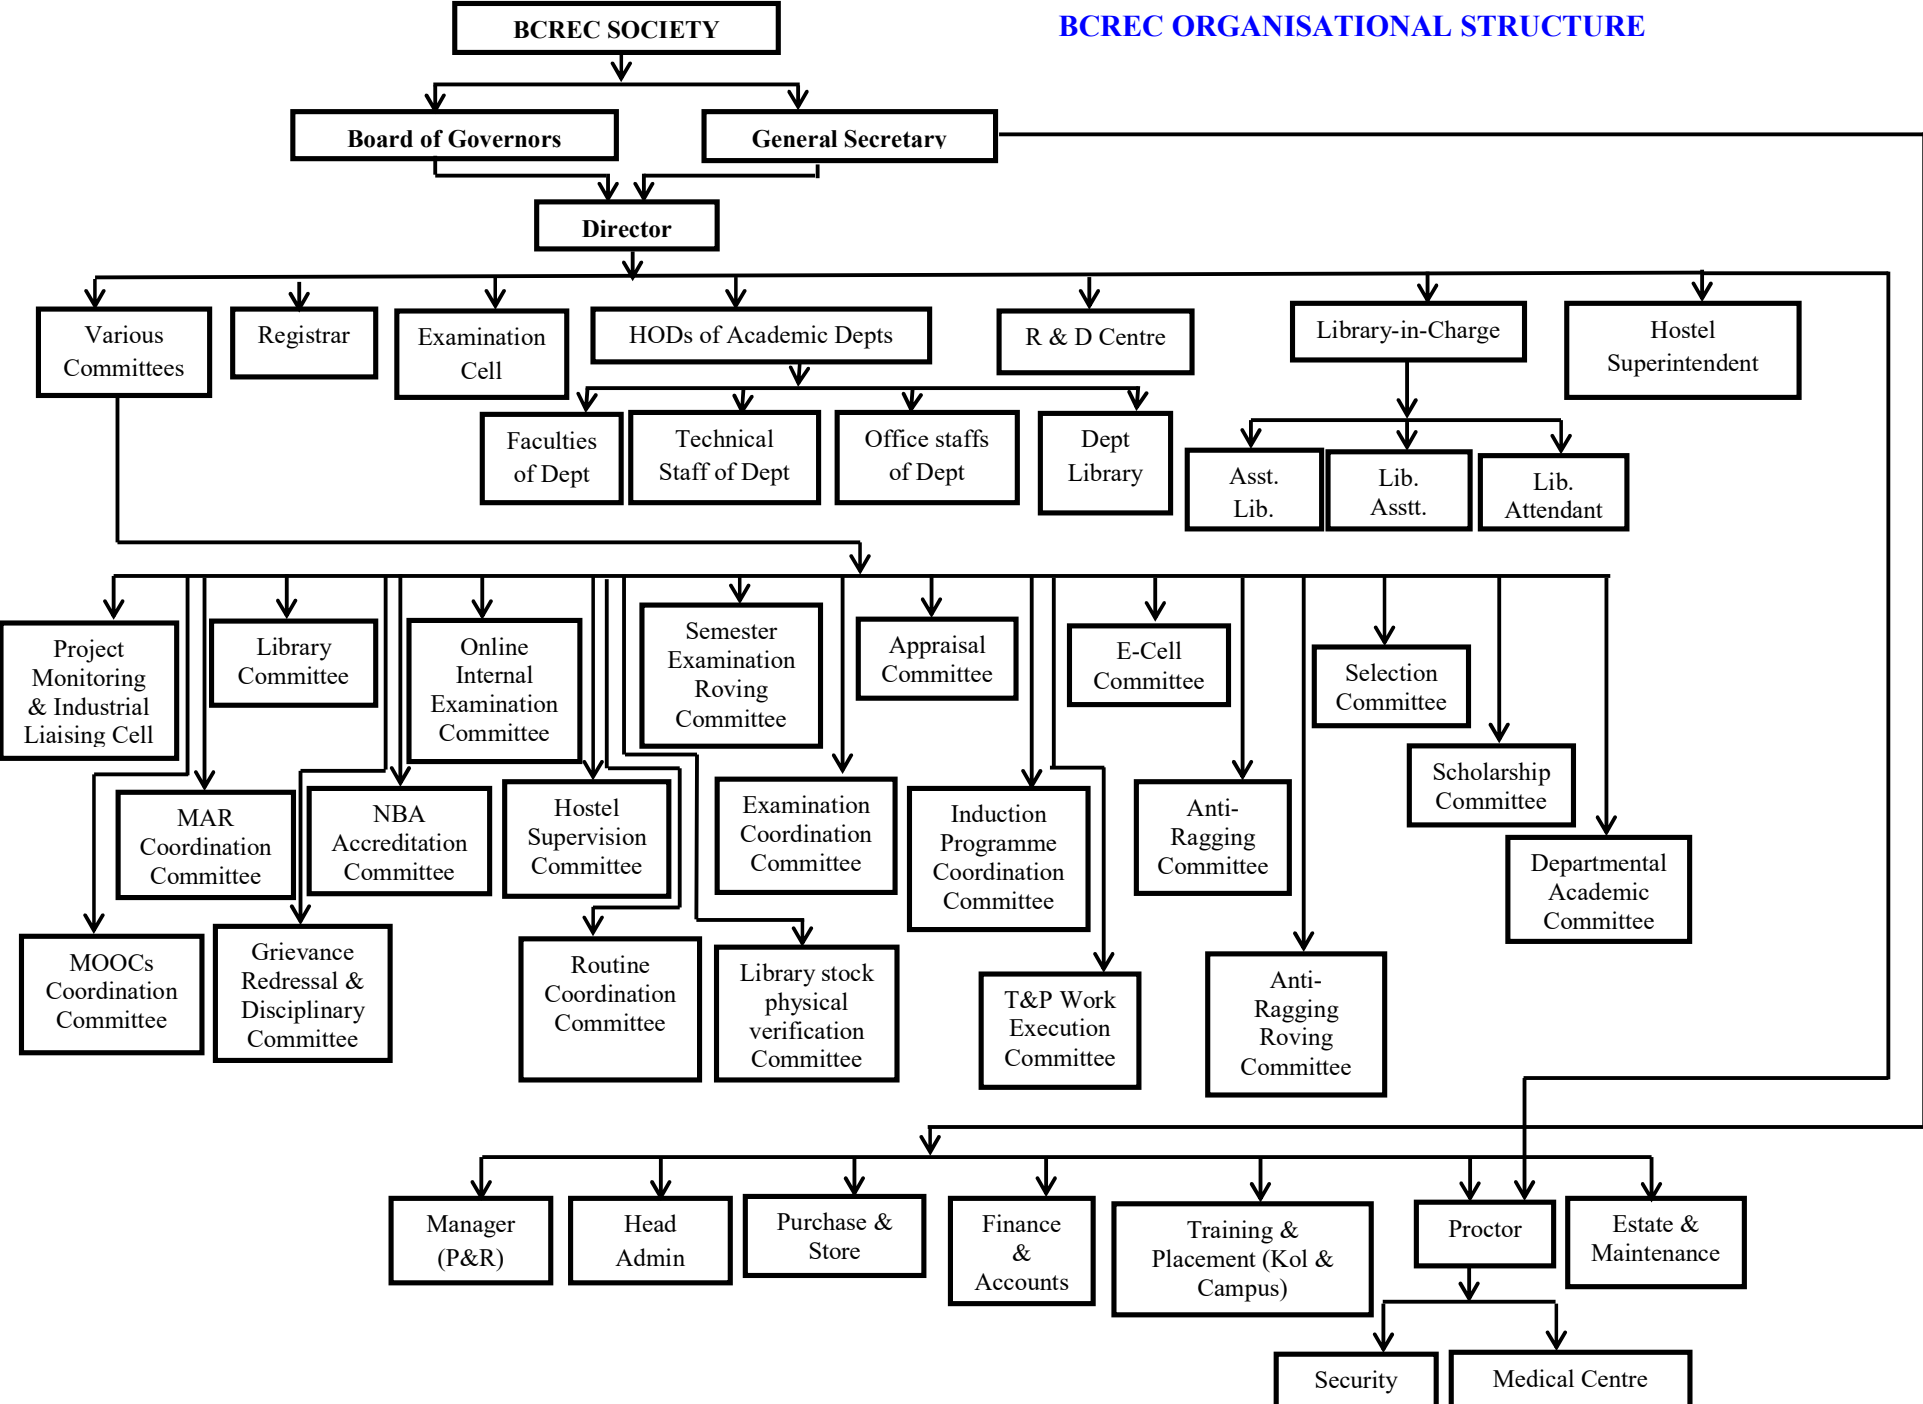 BCREC SOCIETY
BCREC ORGANISATIONAL STRUCTURE
Board of Governors
General Secretary
Director
Various
Committees
Registrar
Examination
Cell
HODs of Academic Depts
R & D Centre
Library-in-Charge
Hostel
Superintendent
Faculties
of Dept
Technical
Staff of Dept
Office staffs
of Dept
Dept
Library
Asst.
Lib.
Lib.
Asstt.
Lib.
Attendant
Project
Monitoring
& Industrial
Liaising Cell
Library
Committee
Online
Internal
Examination
Committee
Semester
Examination
Roving
Committee
Appraisal
Committee
E-Cell
Committee
Selection
Committee
Scholarship
Committee
MAR
Coordination
Committee
NBA
Accreditation
Committee
Hostel
Supervision
Committee
Examination
Coordination
Committee
Induction
Programme
Coordination
Committee
Anti-
Ragging
Committee
Departmental
Academic
Committee
MOOCs
Coordination
Committee
Grievance
Redressal &
Disciplinary
Committee
Routine
Coordination
Committee
Library stock
physical
verification
Committee
T&P Work
Execution
Committee
Anti-
Ragging
Roving
Committee
Manager
(P&R)
Head
Admin
Purchase &
Store
Finance
&
Accounts
Training &
Placement (Kol &
Campus)
Proctor
Estate &
Maintenance
Security
Medical Centre